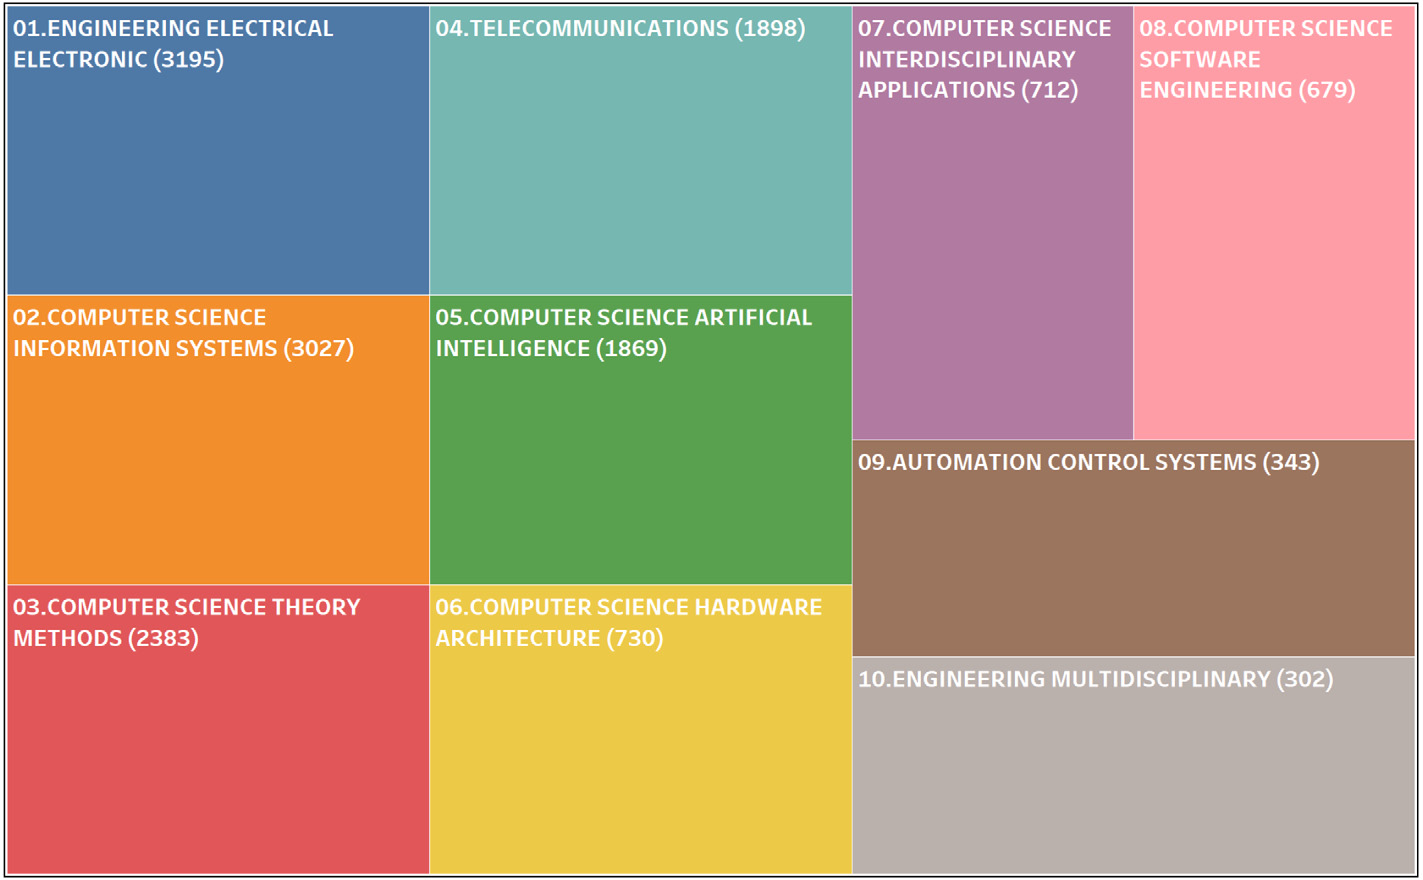 01.ENGINEERING ELECTRICAL
ELECTRONIC (3195)
02.COMPUTER SCIENCE
INFORMATION SYSTEMS (3027)
03.COMPUTER SCIENCE THEORY
METHODS (2383)
04.TELECOMMUNICATIONS (1898)
05.COMPUTER SCIENCE ARTIFICIAL
INTELLIGENCE (1869)
06.COMPUTER SCIENCE HARDWARE
ARCHITECTURE (730)
07.COMPUTER SCIENCE
INTERDISCIPLINARY
APPLICATIONS (712)
08.COMPUTER SCIENCE
SOFTWARE
ENGINEERING (679)
09.AUTOMATION CONTROL SYSTEMS (343)
10.ENGINEERING MULTIDISCIPLINARY (302)